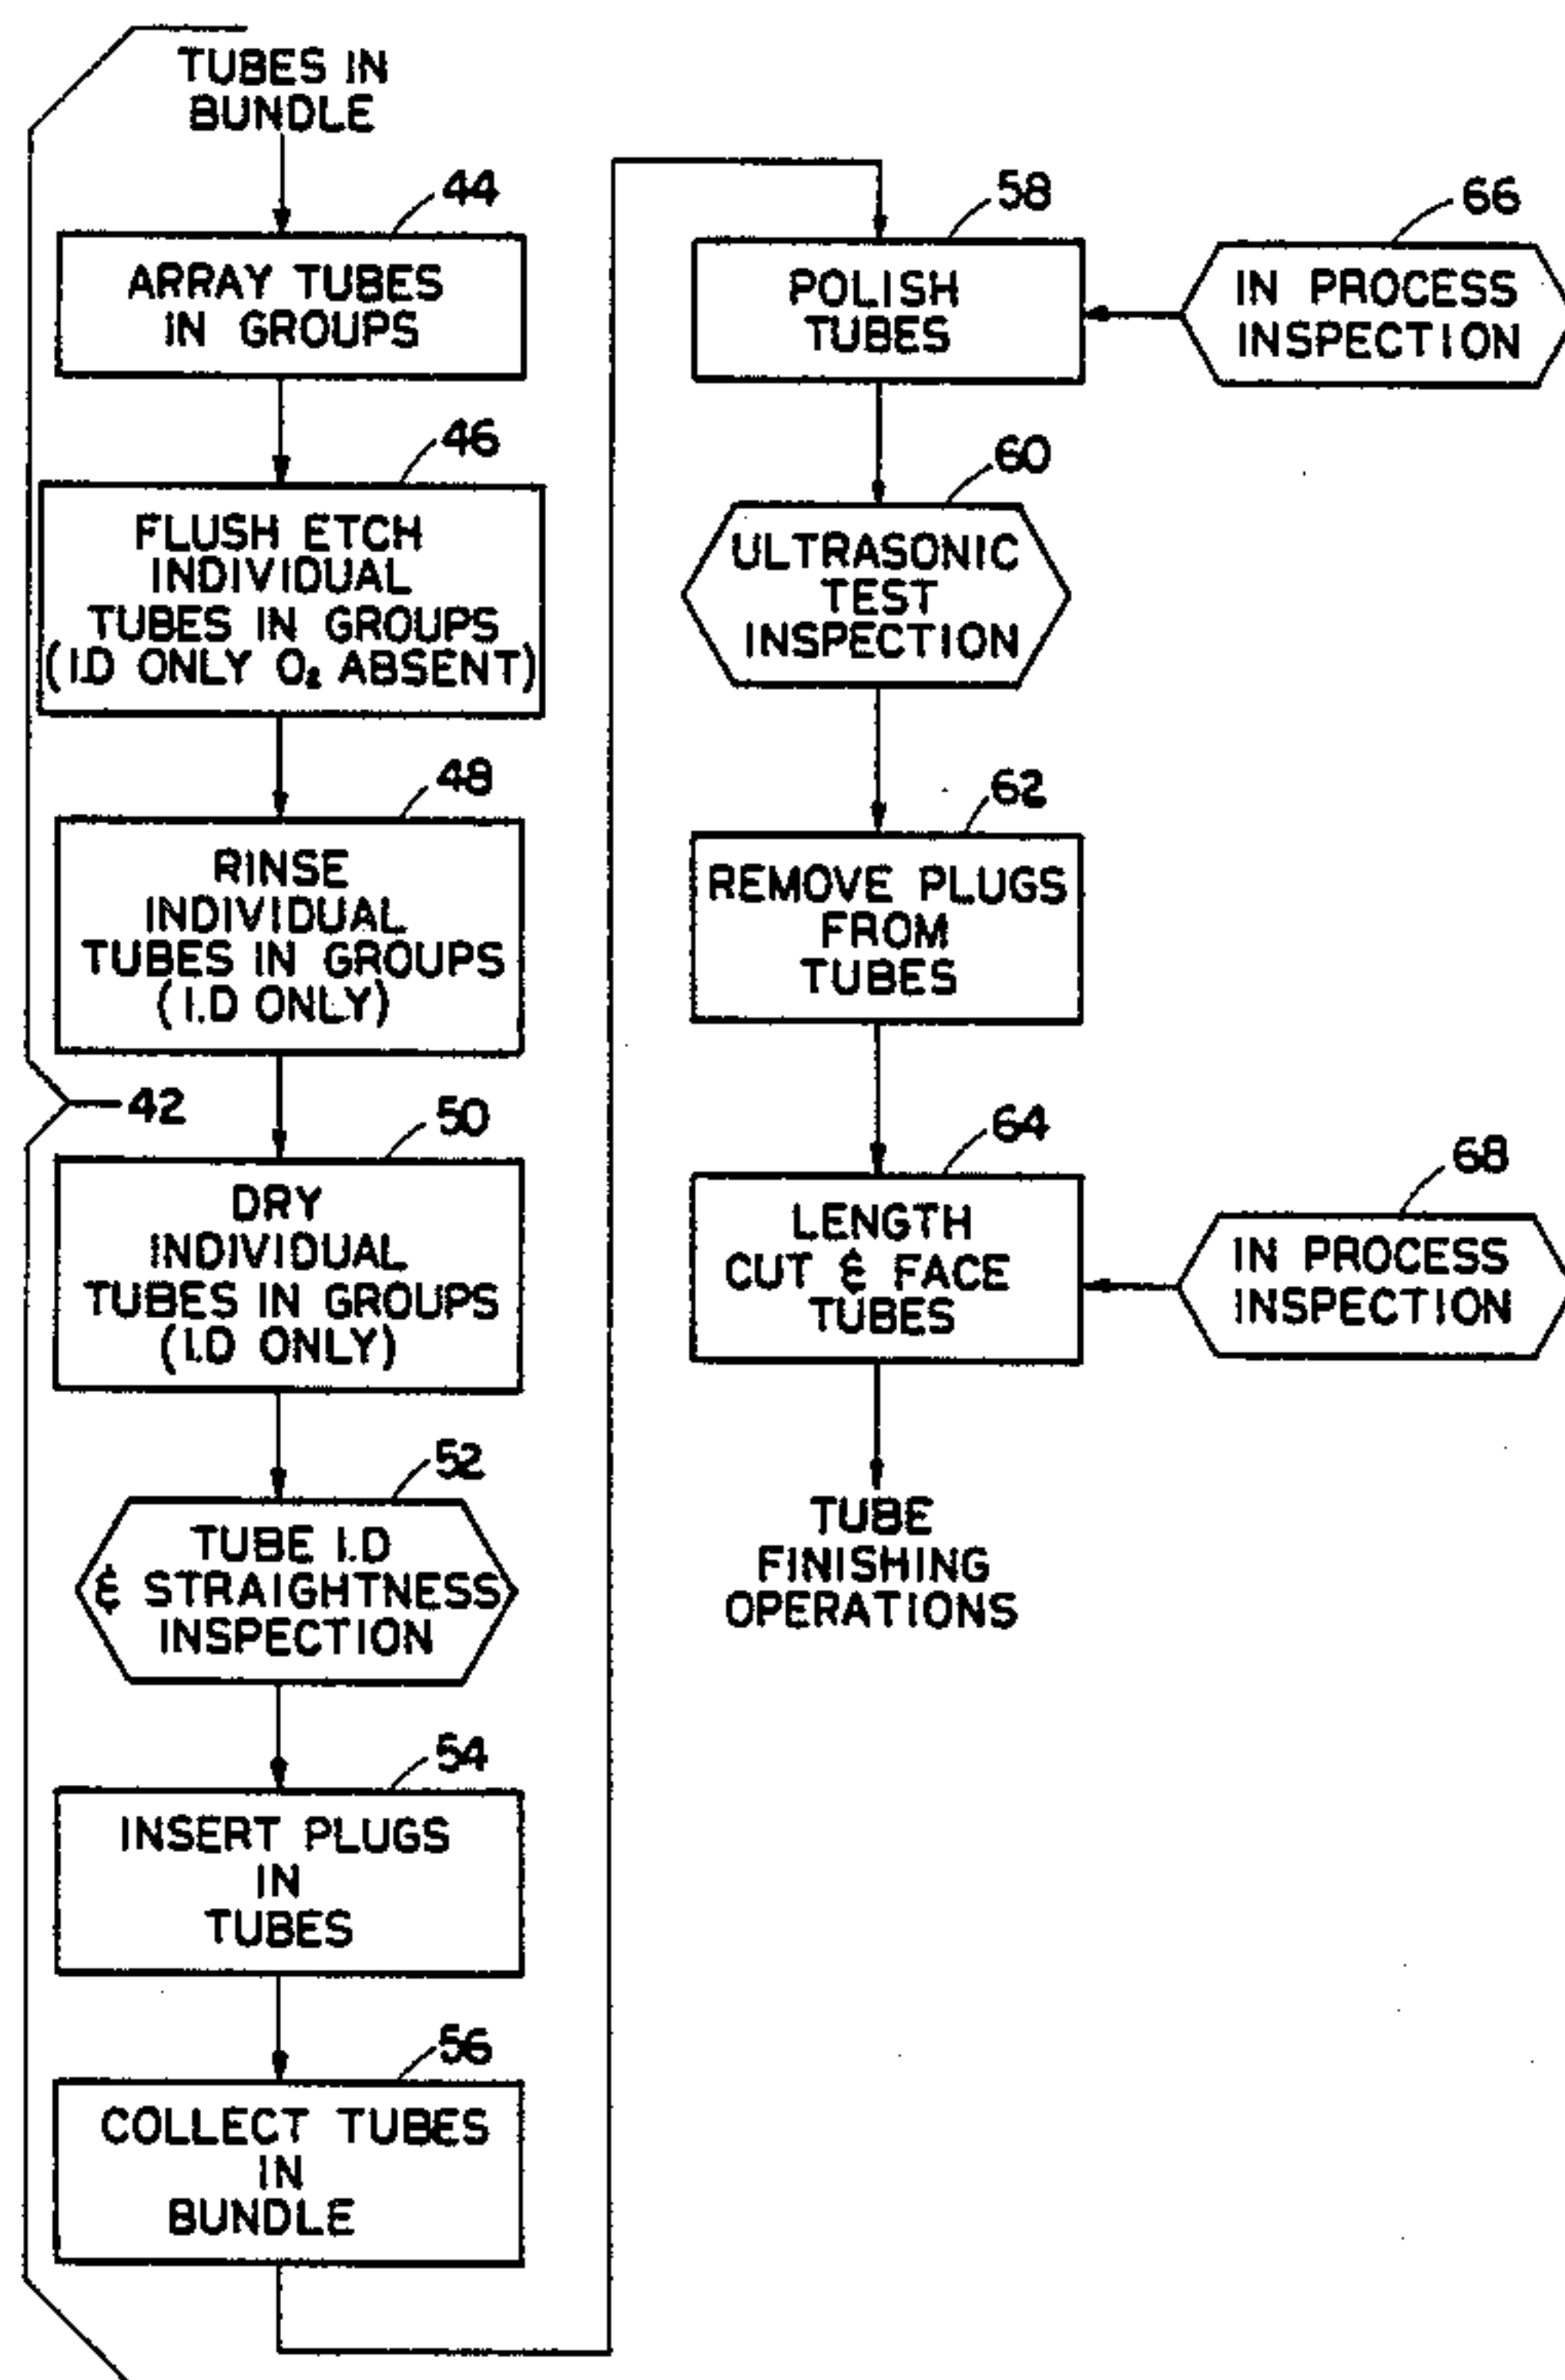 TUBES IN
BUNDLE
44
ARRAY TUBES
IN GROUPS
46
FLUSH ETCH
INDIVIDUAL
TUBES IN GROUPS
(I.D ONLY O₂ ABSENT)
48
RINSE
INDIVIDUAL
TUBES IN GROUPS
(I.D ONLY)
42
50
DRY
INDIVIDUAL
TUBES IN GROUPS
(I.D ONLY)
52
TUBE I.D
& STRAIGHTNESS
INSPECTION
54
INSERT PLUGS
IN
TUBES
56
COLLECT TUBES
IN
BUNDLE
58
POLISH
TUBES
66
IN PROCESS
INSPECTION
60
ULTRASONIC
TEST
INSPECTION
62
REMOVE PLUGS
FROM
TUBES
64
LENGTH
CUT & FACE
TUBES
68
IN PROCESS
INSPECTION
TUBE
FINISHING
OPERATIONS